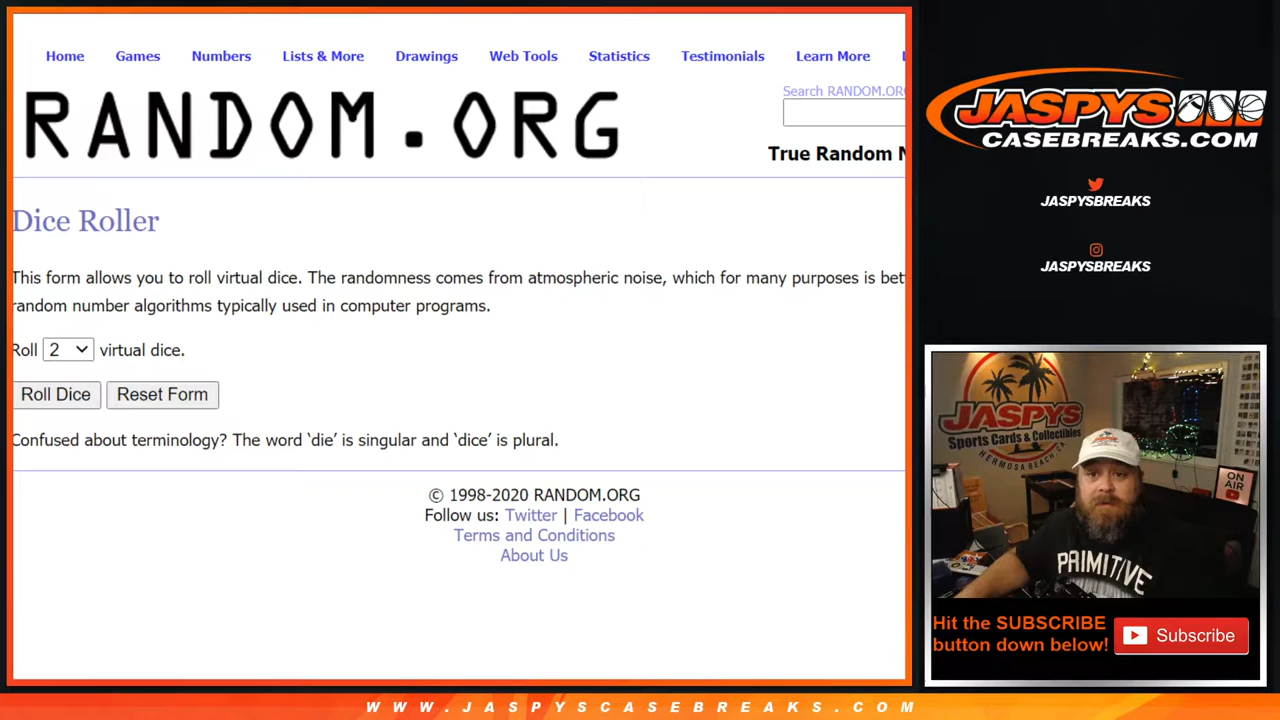 Home Games Numbers Lists & More Drawings Web Tools Statistics Testimonials Learn More
RANDOM.ORG
Search RANDOM.ORG
True Random N
Dice Roller
This form allows you to roll virtual dice. The randomness comes from atmospheric noise, which for many purposes is bet
random number algorithms typically used in computer programs.
Roll 2 virtual dice.
Roll Dice Reset Form
Confused about terminology? The word ‘die’ is singular and ‘dice’ is plural.
© 1998-2020 RANDOM.ORG
Follow us: Twitter | Facebook
Terms and Conditions
About Us
JASPYS
CASEBREAKS.COM
JASPYSBREAKS
JASPYSBREAKS
JASPYS
Sports Cards & Collectibles
HERMOSA BEACH, CA
ON
AIR
PRIMITIVE
Hit the SUBSCRIBE
button down below!
Subscribe
WWW.JASPYSCASEBREAKS.COM